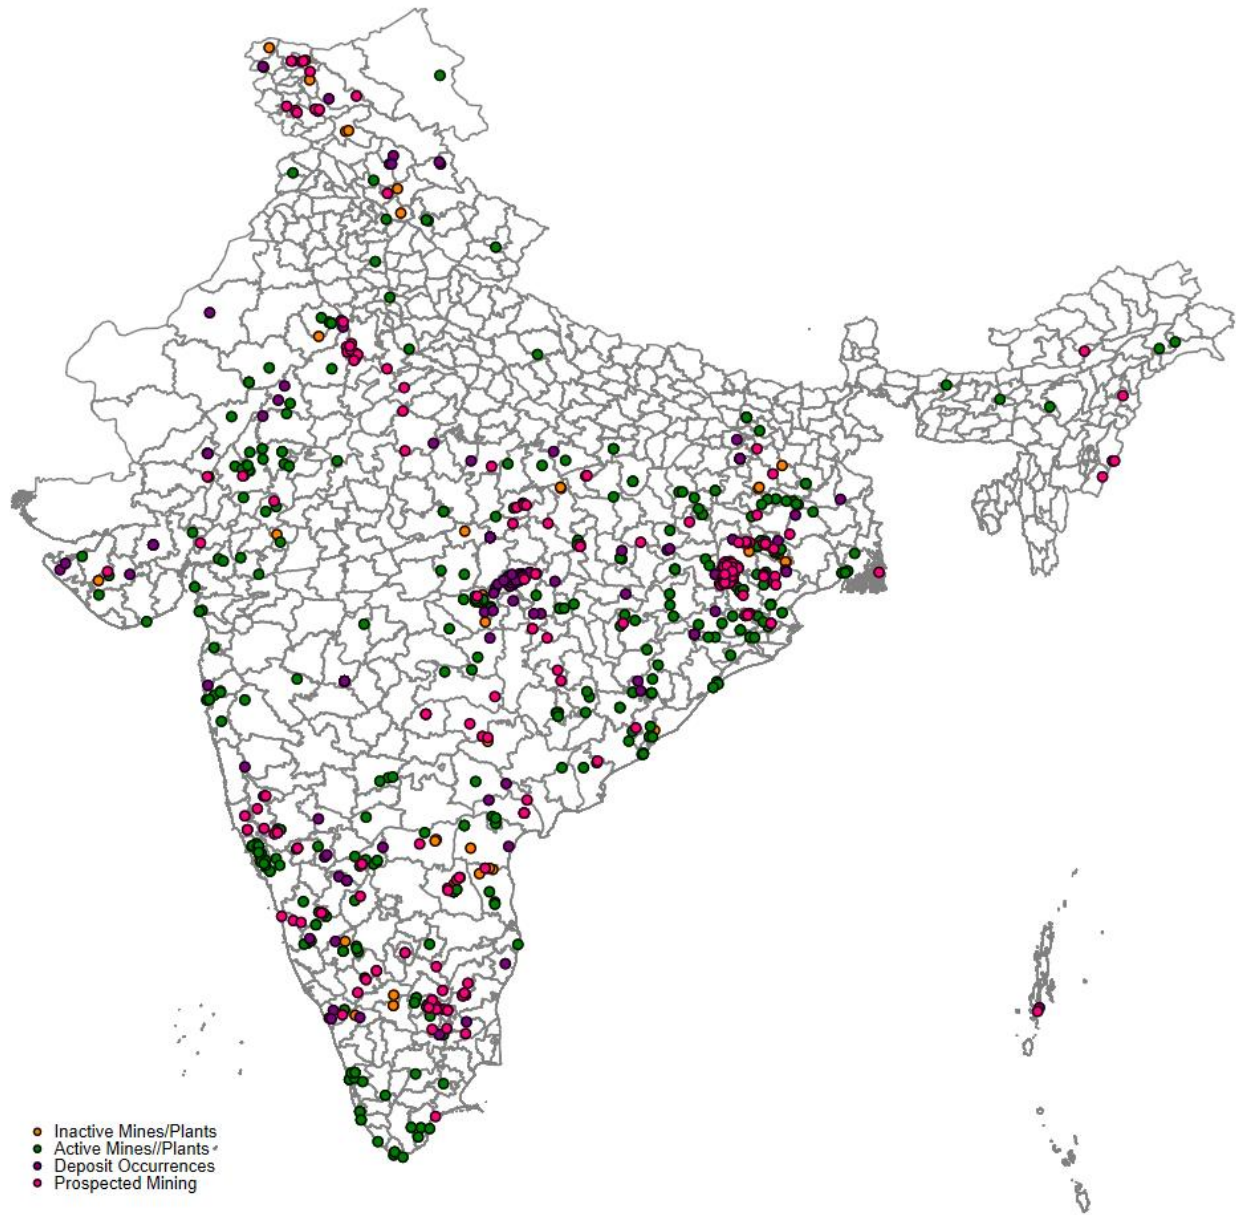 Inactive Mines/Plants
Active Mines//Plants
Deposit Occurrences
Prospected Mining